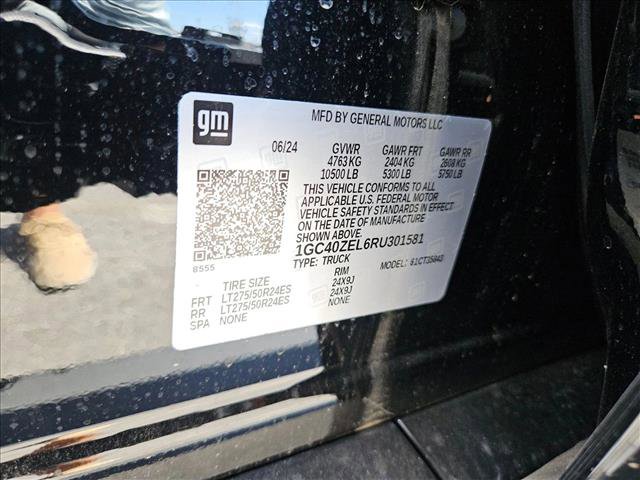 gm
MFD BY GENERAL MOTORS LLC
06/24 GVWR GAWR FRT GAWR RR
4763 KG 2404 KG 2608 KG
10500 LB 5300 LB 5750 LB
THIS VEHICLE CONFORMS TO ALL
APPLICABLE U.S. FEDERAL MOTOR
VEHICLE SAFETY STANDARDS IN EFFECT
ON THE DATE OF MANUFACTURE
SHOWN ABOVE.
1GC40ZEL6RU301581
TYPE: TRUCK MODEL:
8555
TIRE SIZE RIM
FRT LT275/50R24ES 24X9J
RR LT275/50R24ES 24X9J
SPA NONE NONE